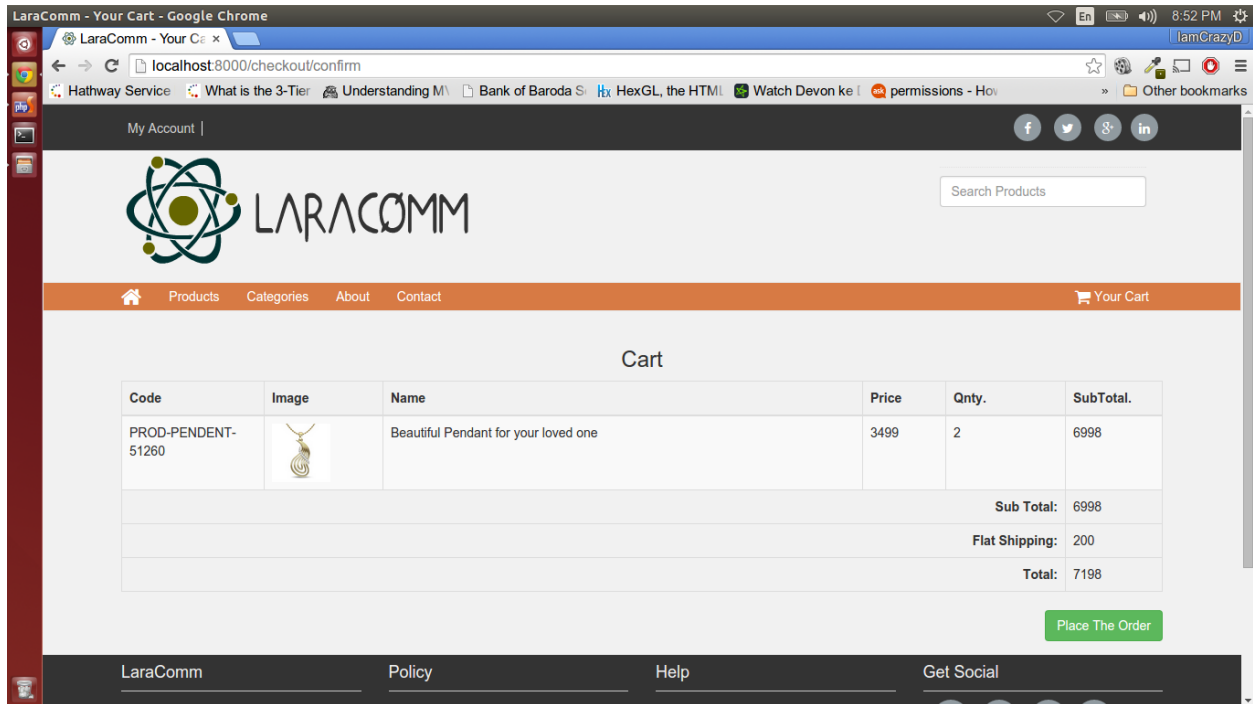 LaraComm - Your Cart - Google Chrome
En
8:52 PM
LaraComm - Your Ca ×
IamCrazyD
localhost:8000/checkout/confirm
Hathway Service
What is the 3-Tier
Understanding M
Bank of Baroda S
HexGL, the HTML
Watch Devon ke
ask permissions - How
» Other bookmarks
php
My Account |
LARACOMM
Search Products
Products Categories About Contact
Your Cart
Cart
Code Image Name Price Qnty. SubTotal.
PROD-PENDENT-
51260
Beautiful Pendant for your loved one 3499 2 6998
Sub Total: 6998
Flat Shipping: 200
Total: 7198
Place The Order
LaraComm Policy Help Get Social